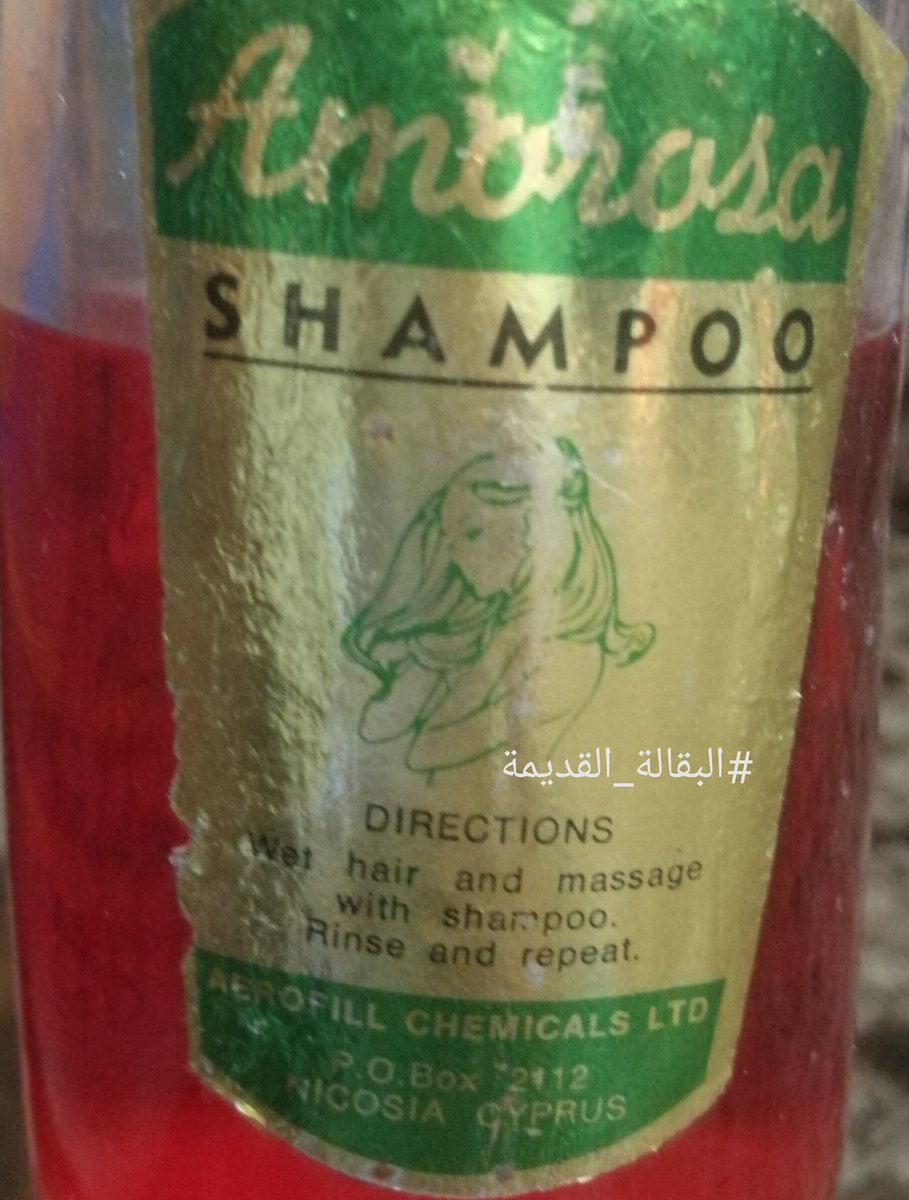 Ambrosa
SHAMPOO
#البقالة_القديمة
DIRECTIONS
Wet hair and massage
with shampoo.
Rinse and repeat.
AEROFILL CHEMICALS LTD
P.O.Box 2112
NICOSIA CYPRUS